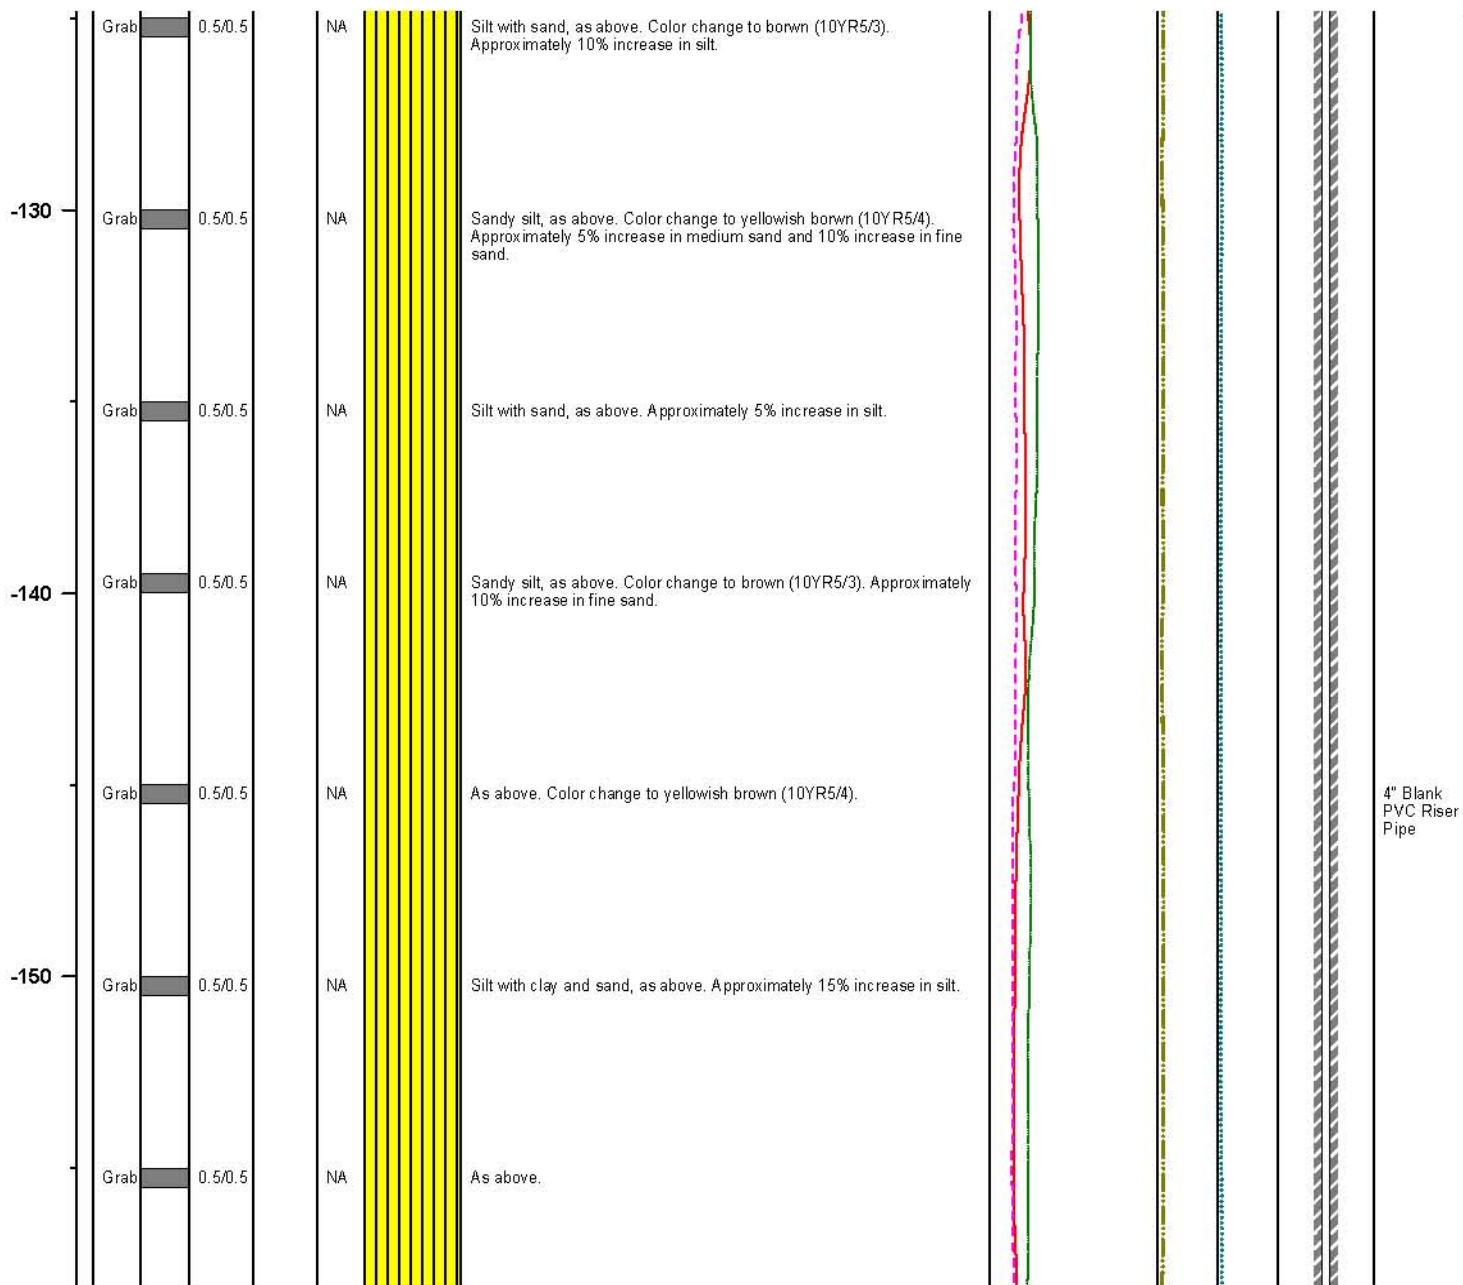 Grab 0.5/0.5 NA Silt with sand, as above. Color change to borwn (10YR5/3).
Approximately 10% increase in silt.
-130 Grab 0.5/0.5 NA Sandy silt, as above. Color change to yellowish borwn (10YR5/4).
Approximately 5% increase in medium sand and 10% increase in fine
sand.
Grab 0.5/0.5 NA Silt with sand, as above. Approximately 5% increase in silt.
-140 Grab 0.5/0.5 NA Sandy silt, as above. Color change to brown (10YR5/3). Approximately
10% increase in fine sand.
Grab 0.5/0.5 NA As above. Color change to yellowish brown (10YR5/4).
4" Blank
PVC Riser
Pipe
-150 Grab 0.5/0.5 NA Silt with clay and sand, as above. Approximately 15% increase in silt.
Grab 0.5/0.5 NA As above.